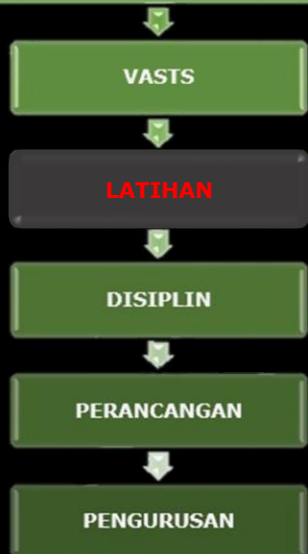 VASTS
LATIHAN
DISIPLIN
PERANCANGAN
PENGURUSAN